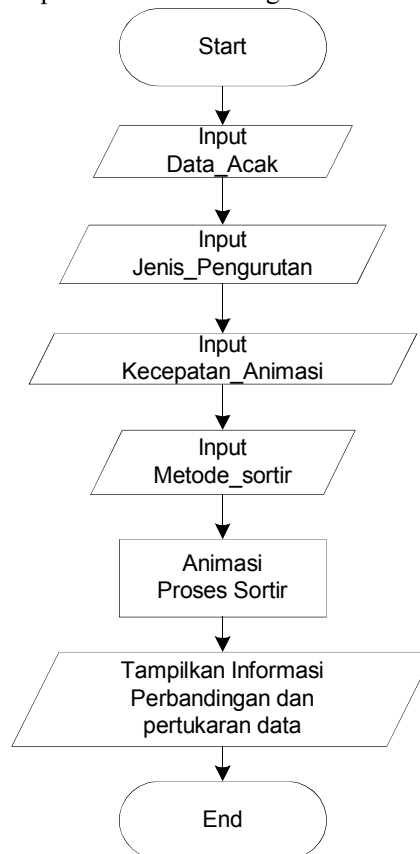 Start
Input
Data_Acak
Input
Jenis_Pengurutan
Input
Kecepatan_Animasi
Input
Metode_sortir
Animasi
Proses Sortir
Tampilkan Informasi
Perbandingan dan
pertukaran data
End